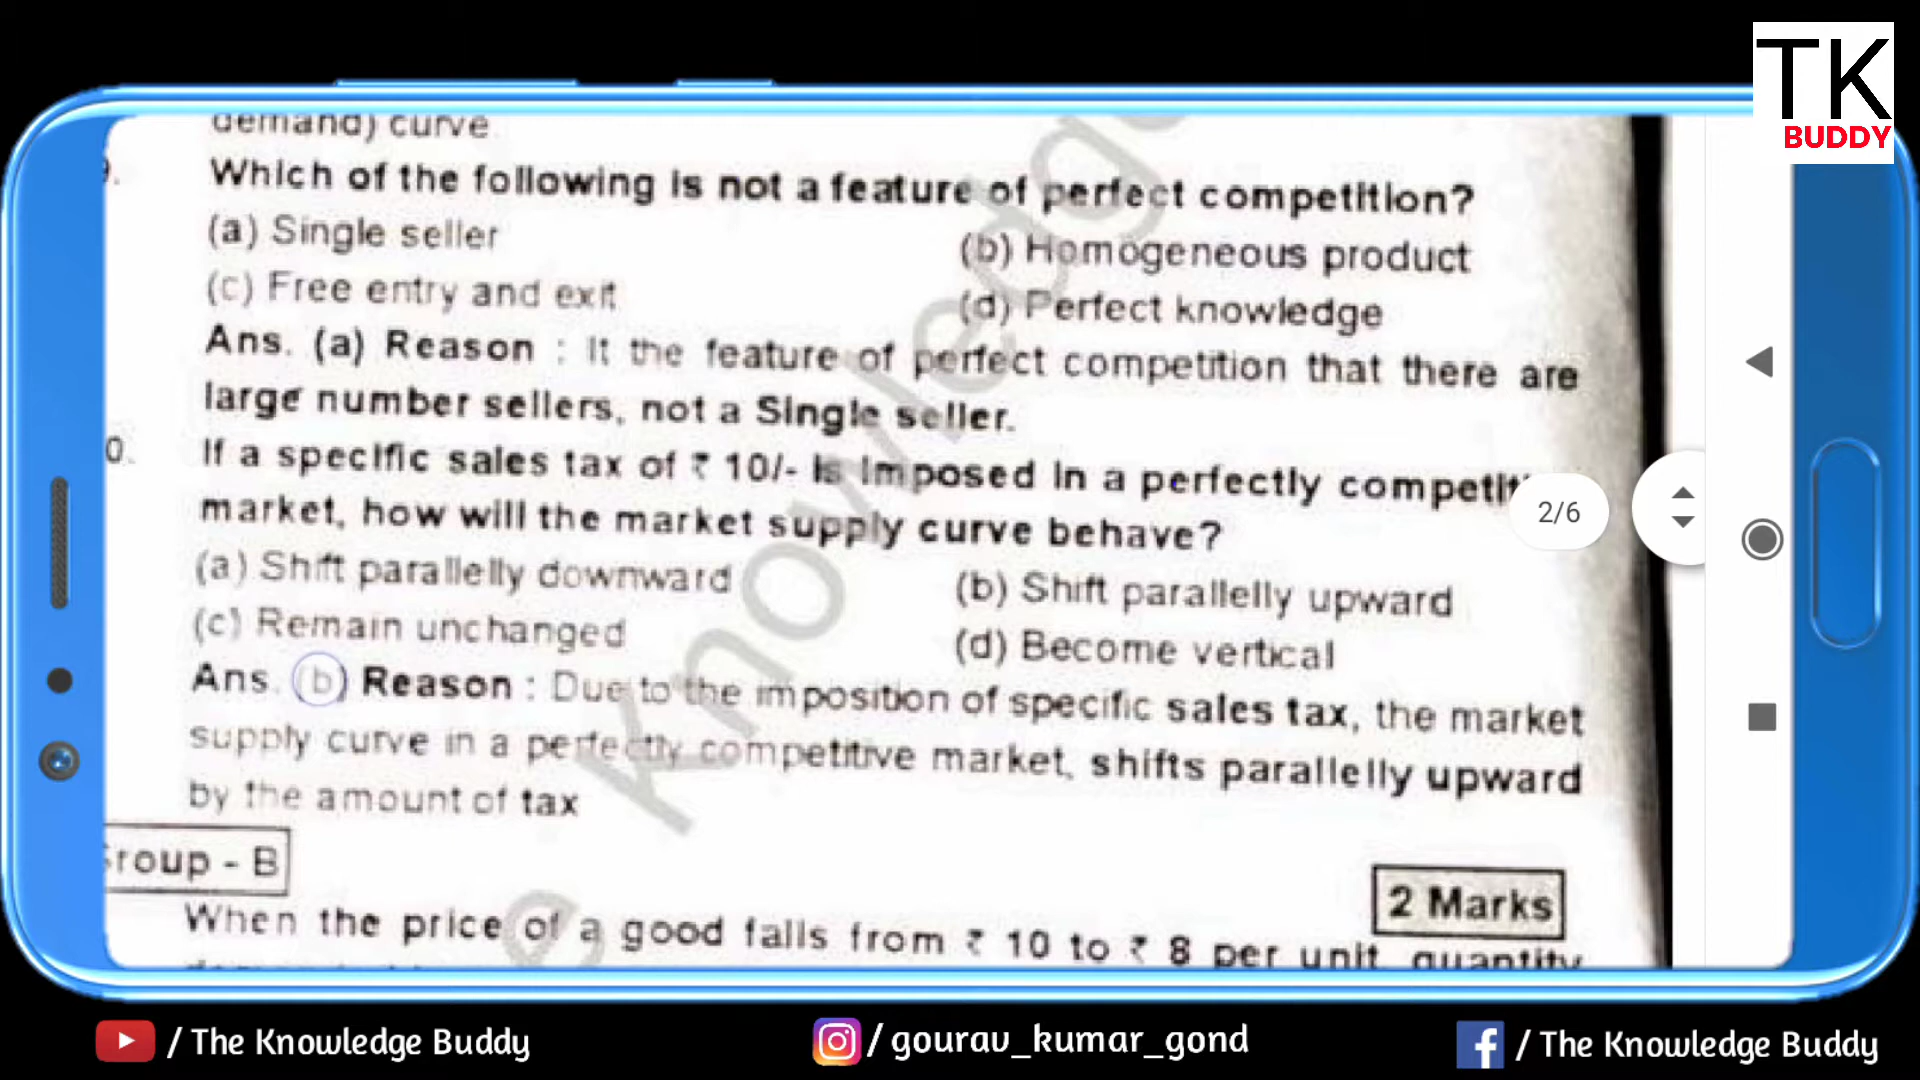 TK
BUDDY
demand) curve
9. Which of the following is not a feature of perfect competition?
(a) Single seller
(b) Homogeneous product
(c) Free entry and exit
(d) Perfect knowledge
Ans. (a) Reason : It the feature of perfect competition that there are
large number sellers, not a Single seller.
0. If a specific sales tax of ₹ 10/- is imposed in a perfectly
market, how will the market supply curve behave?
2/6
(a) Shift parallelly downward
(b) Shift parallelly upward
(c) Remain unchanged
(d) Become vertical
Ans. (b) Reason : Due to the imposition of specific sales tax, the market
supply curve in a perfectly competitive market, shifts parallelly upward
by the amount of tax
Group - B
2 Marks
When the price of a good falls from ₹ 10 to ₹ 8 per unit, quantity
Knowledge
/ The Knowledge Buddy
/ gourav_kumar_gond
/ The Knowledge Buddy